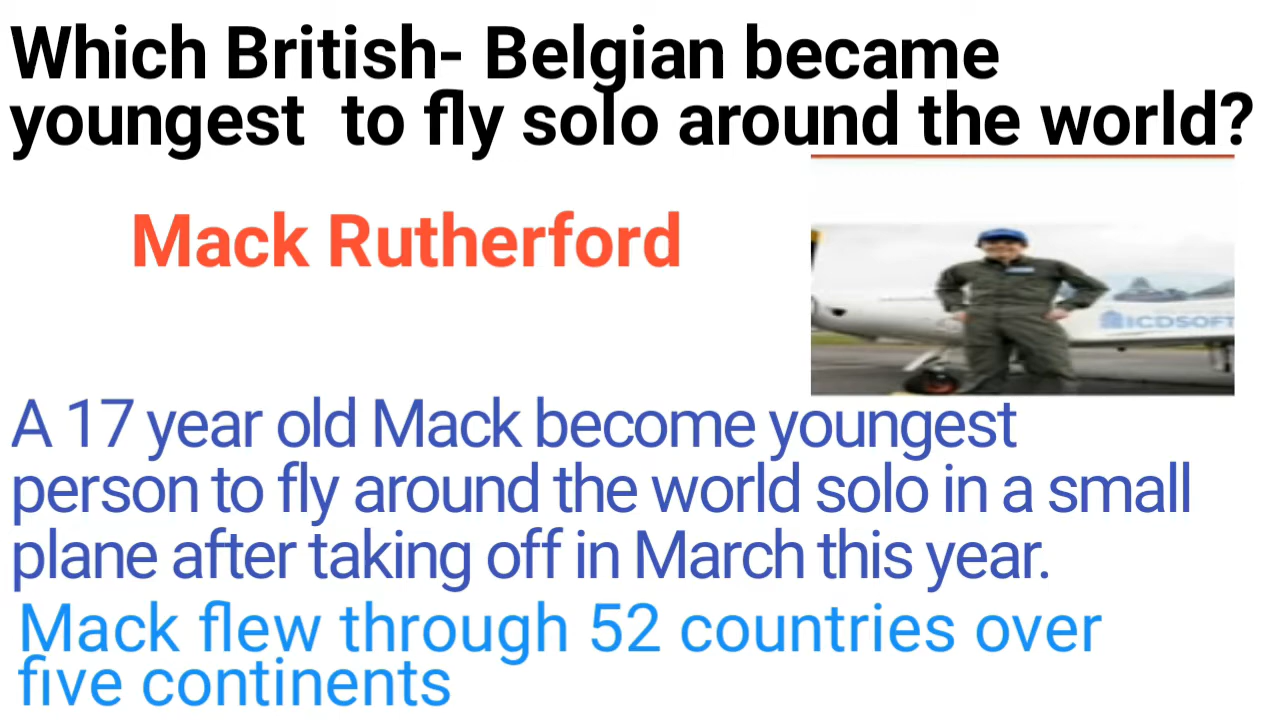 Which British- Belgian became
youngest to fly solo around the world?
Mack Rutherford
ICDSOFT
A 17 year old Mack become youngest
person to fly around the world solo in a small
plane after taking off in March this year.
Mack flew through 52 countries over
five continents